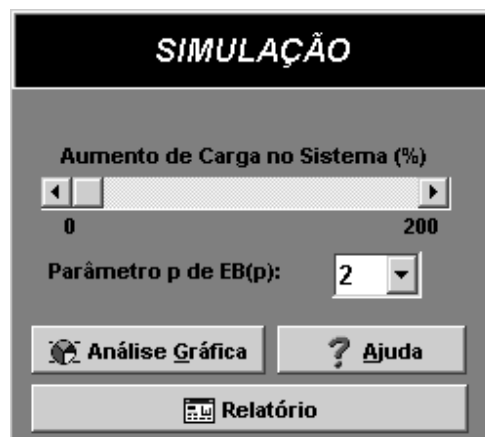 SIMULAÇÃO
Aumento de Carga no Sistema (%)
0 200
Parâmetro p de EB(p): 2
Análise Gráfica ? Ajuda
Relatório